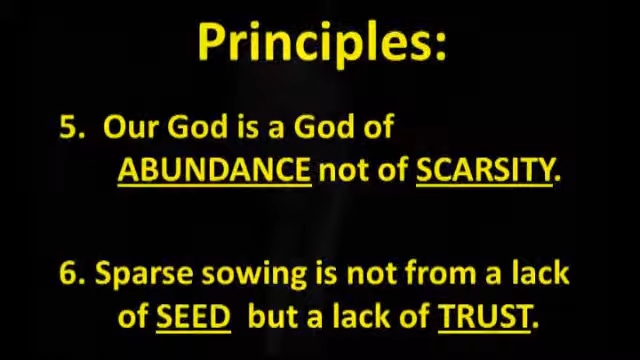 Principles:
5. Our God is a God of
ABUNDANCE not of SCARSITY.
6. Sparse sowing is not from a lack
of SEED but a lack of TRUST.